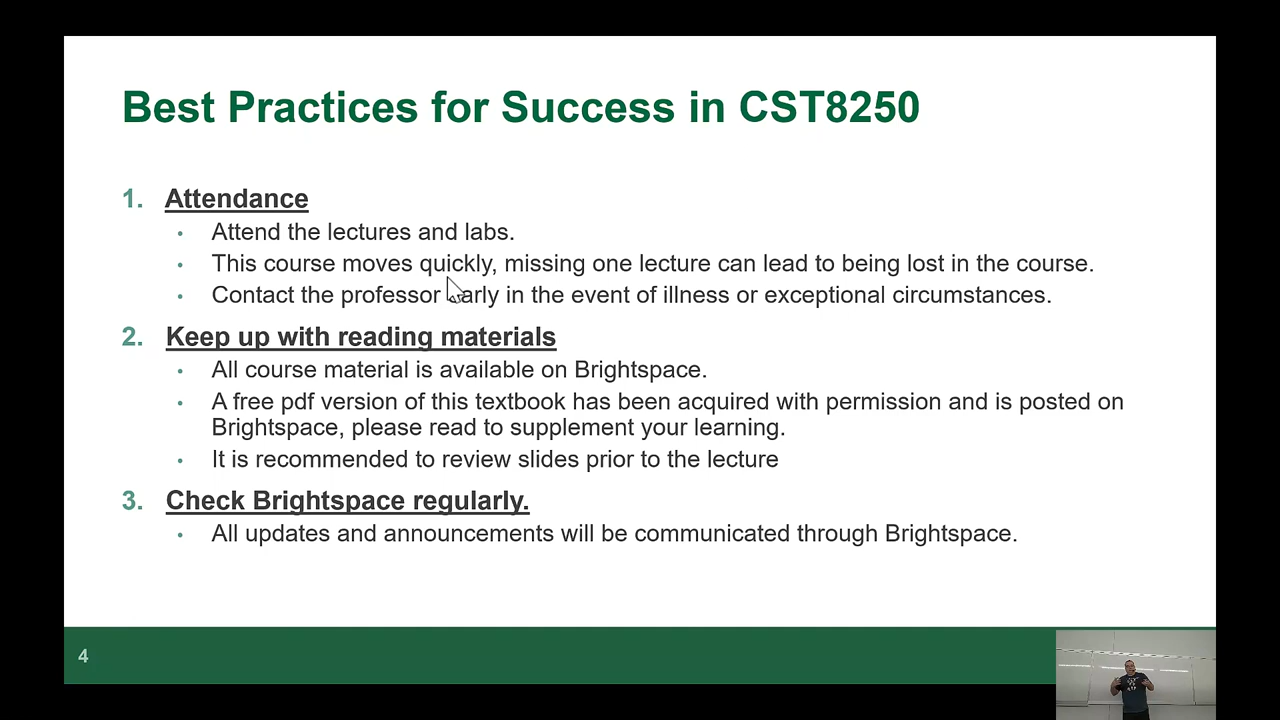 Best Practices for Success in CST8250
1. Attendance
• Attend the lectures and labs.
• This course moves quickly, missing one lecture can lead to being lost in the course.
• Contact the professor early in the event of illness or exceptional circumstances.
2. Keep up with reading materials
• All course material is available on Brightspace.
• A free pdf version of this textbook has been acquired with permission and is posted on
Brightspace, please read to supplement your learning.
• It is recommended to review slides prior to the lecture
3. Check Brightspace regularly.
• All updates and announcements will be communicated through Brightspace.
4